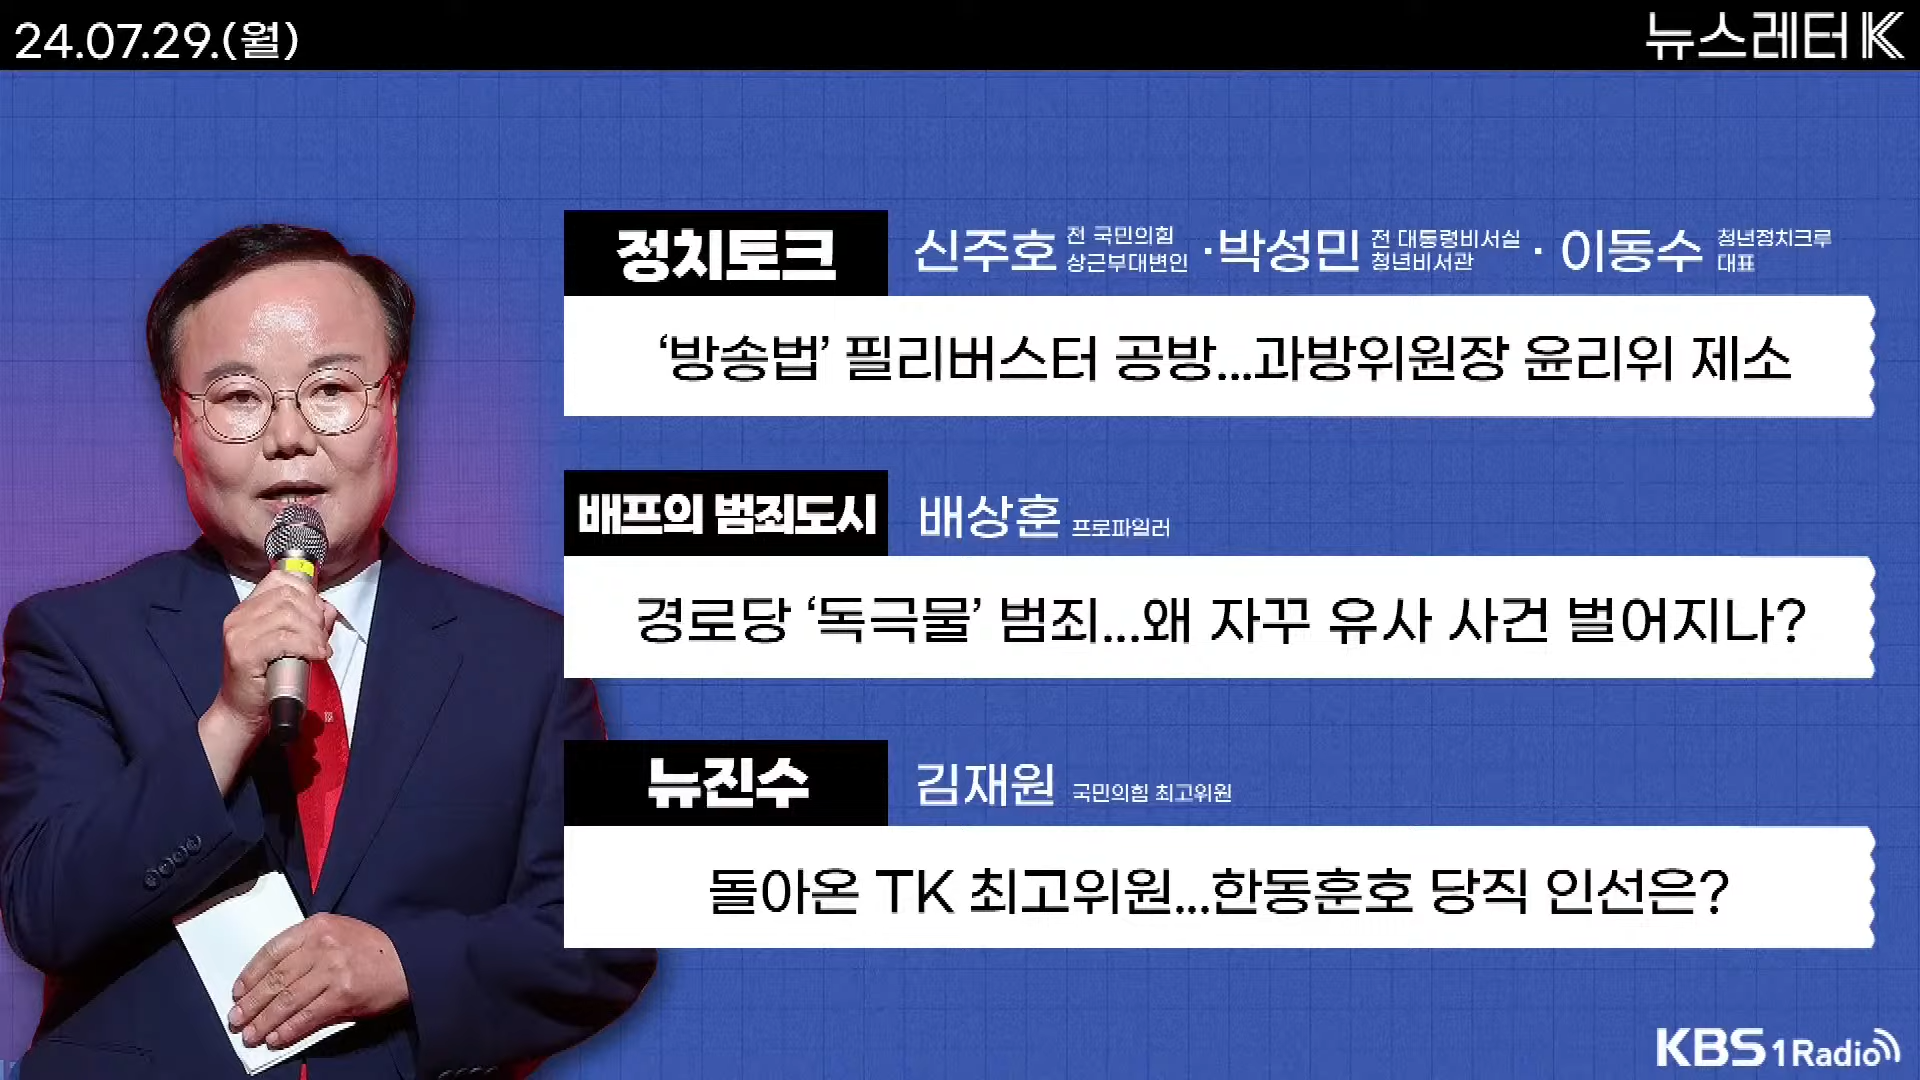 24.07.29.(월)
뉴스레터 K
정치토크
신주호 전 국민의힘 상근부대변인 · 박성민 전 대통령비서실 청년비서관 · 이동수 청년정치크루 대표
‘방송법’ 필리버스터 공방...과방위원장 윤리위 제소
배프의 범죄도시
배상훈 프로파일러
경로당 ‘독극물’ 범죄...왜 자꾸 유사 사건 벌어지나?
뉴진수
김재원 국민의힘 최고위원
돌아온 TK 최고위원...한동훈호 당직 인선은?
KBS 1Radio